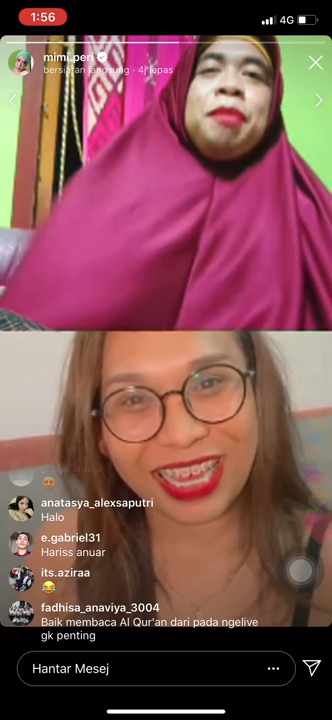 1:56
4G
mimi.peri
bersiaran langsung · 4j lepas
anatasya_alexsaputri
Halo
e.gabriel31
Hariss anuar
its.aziraa
😂
fadhisa_anaviya_3004
Baik membaca Al Qur'an dari pada ngelive
gk penting
Hantar Mesej